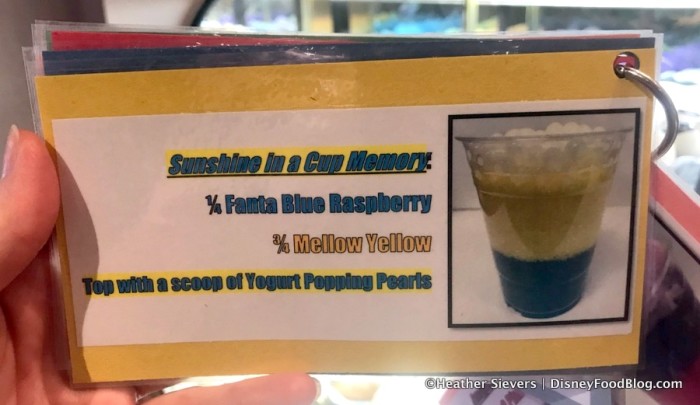 Sunshine in a Cup Memory:
¼ Fanta Blue Raspberry
¾ Mellow Yellow
Top with a scoop of Yogurt Popping Pearls
©Heather Sievers | DisneyFoodBlog.com